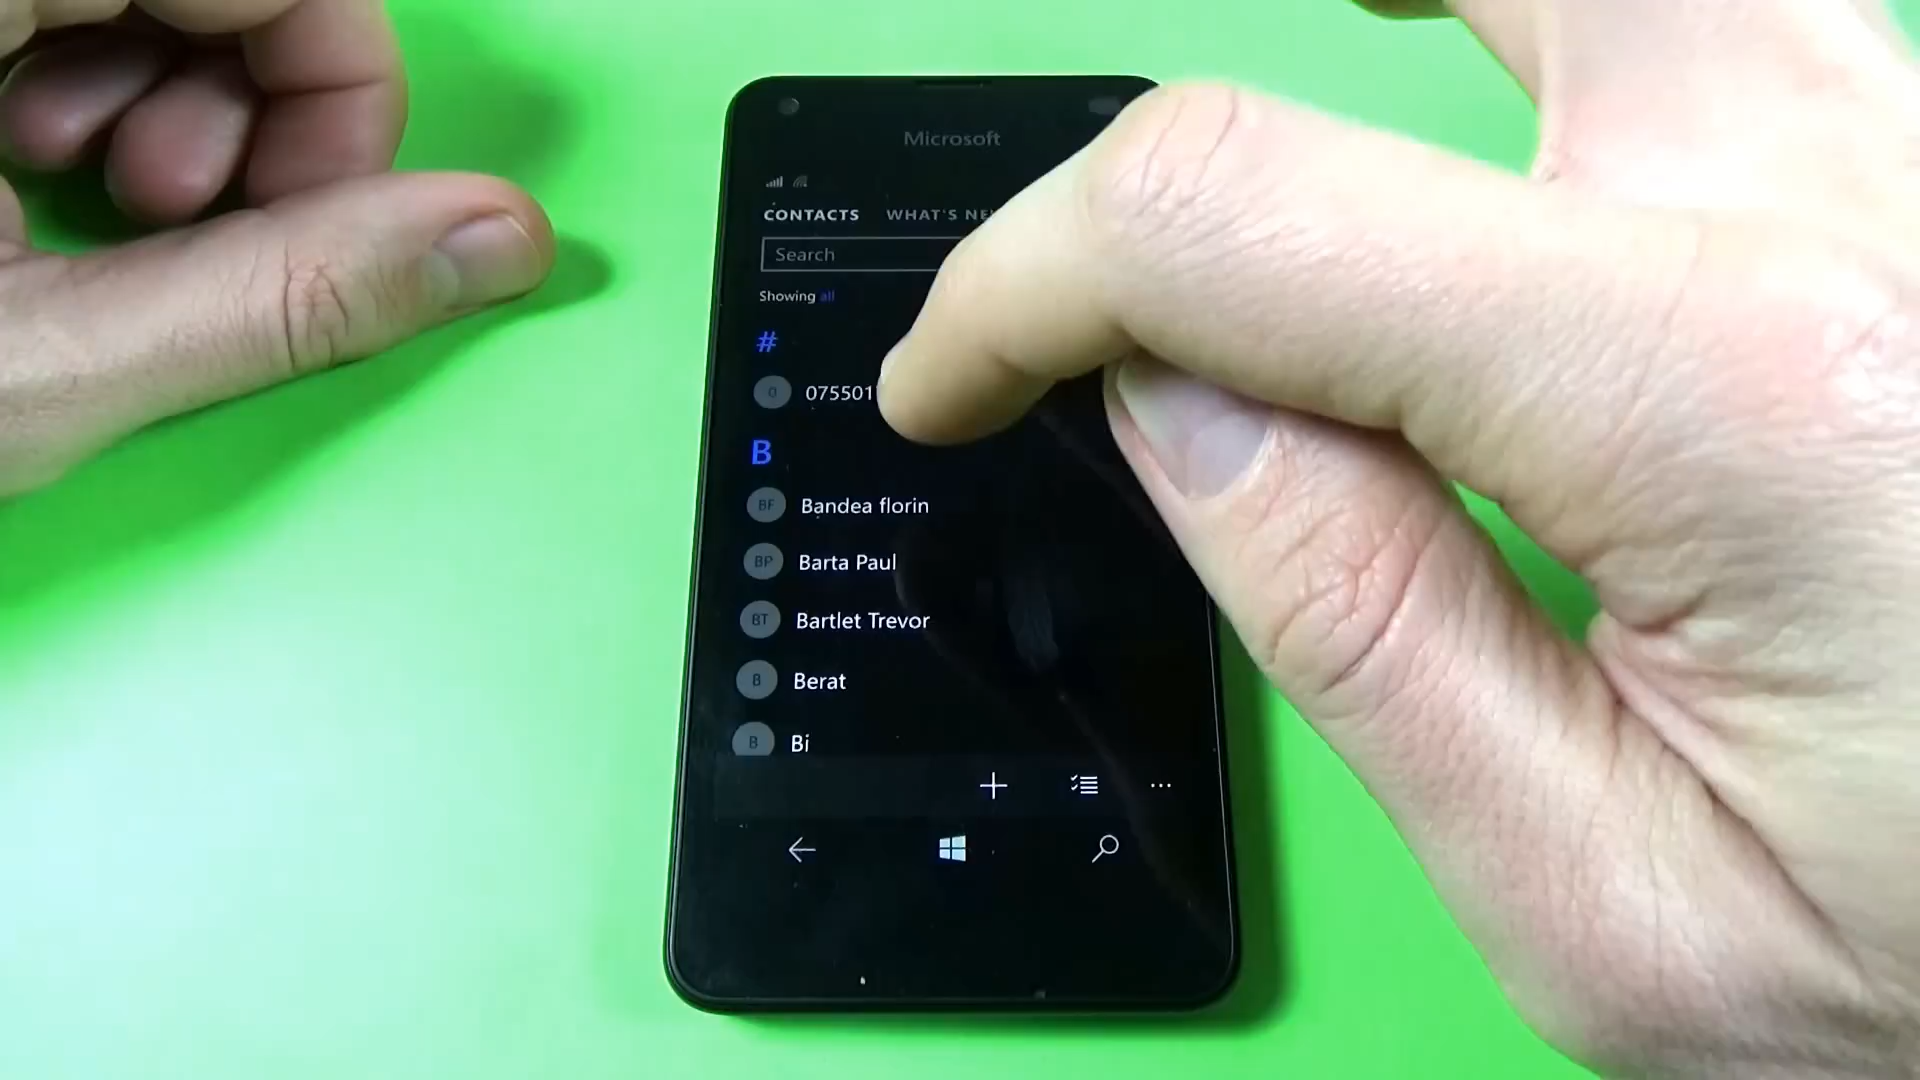 Microsoft
CONTACTS WHAT'S NE
Search
Showing all
#
0 075501
B
BF Bandea florin
BP Barta Paul
BT Bartlet Trevor
B Berat
B Bi